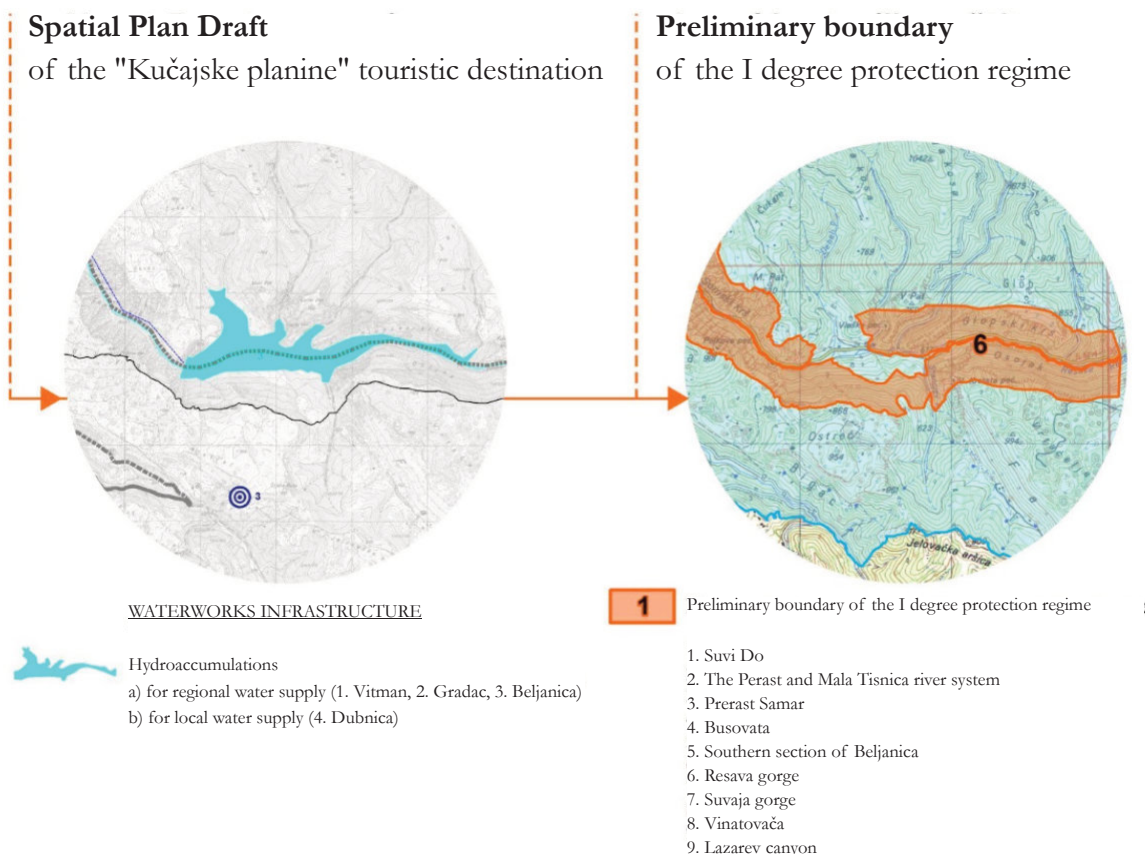 Spatial Plan Draft
of the "Kučajske planine" touristic destination
Preliminary boundary
of the I degree protection regime
3
6
Ostreč
Jelovačka aršica
WATERWORKS INFRASTRUCTURE
Hydroaccumulations
a) for regional water supply (1. Vitman, 2. Gradac, 3. Beljanica)
b) for local water supply (4. Dubnica)
1 Preliminary boundary of the I degree protection regime
1. Suvi Do
2. The Perast and Mala Tisnica river system
3. Prerast Samar
4. Busovata
5. Southern section of Beljanica
6. Resava gorge
7. Suvaja gorge
8. Vinatovača
9. Lazarev canyon